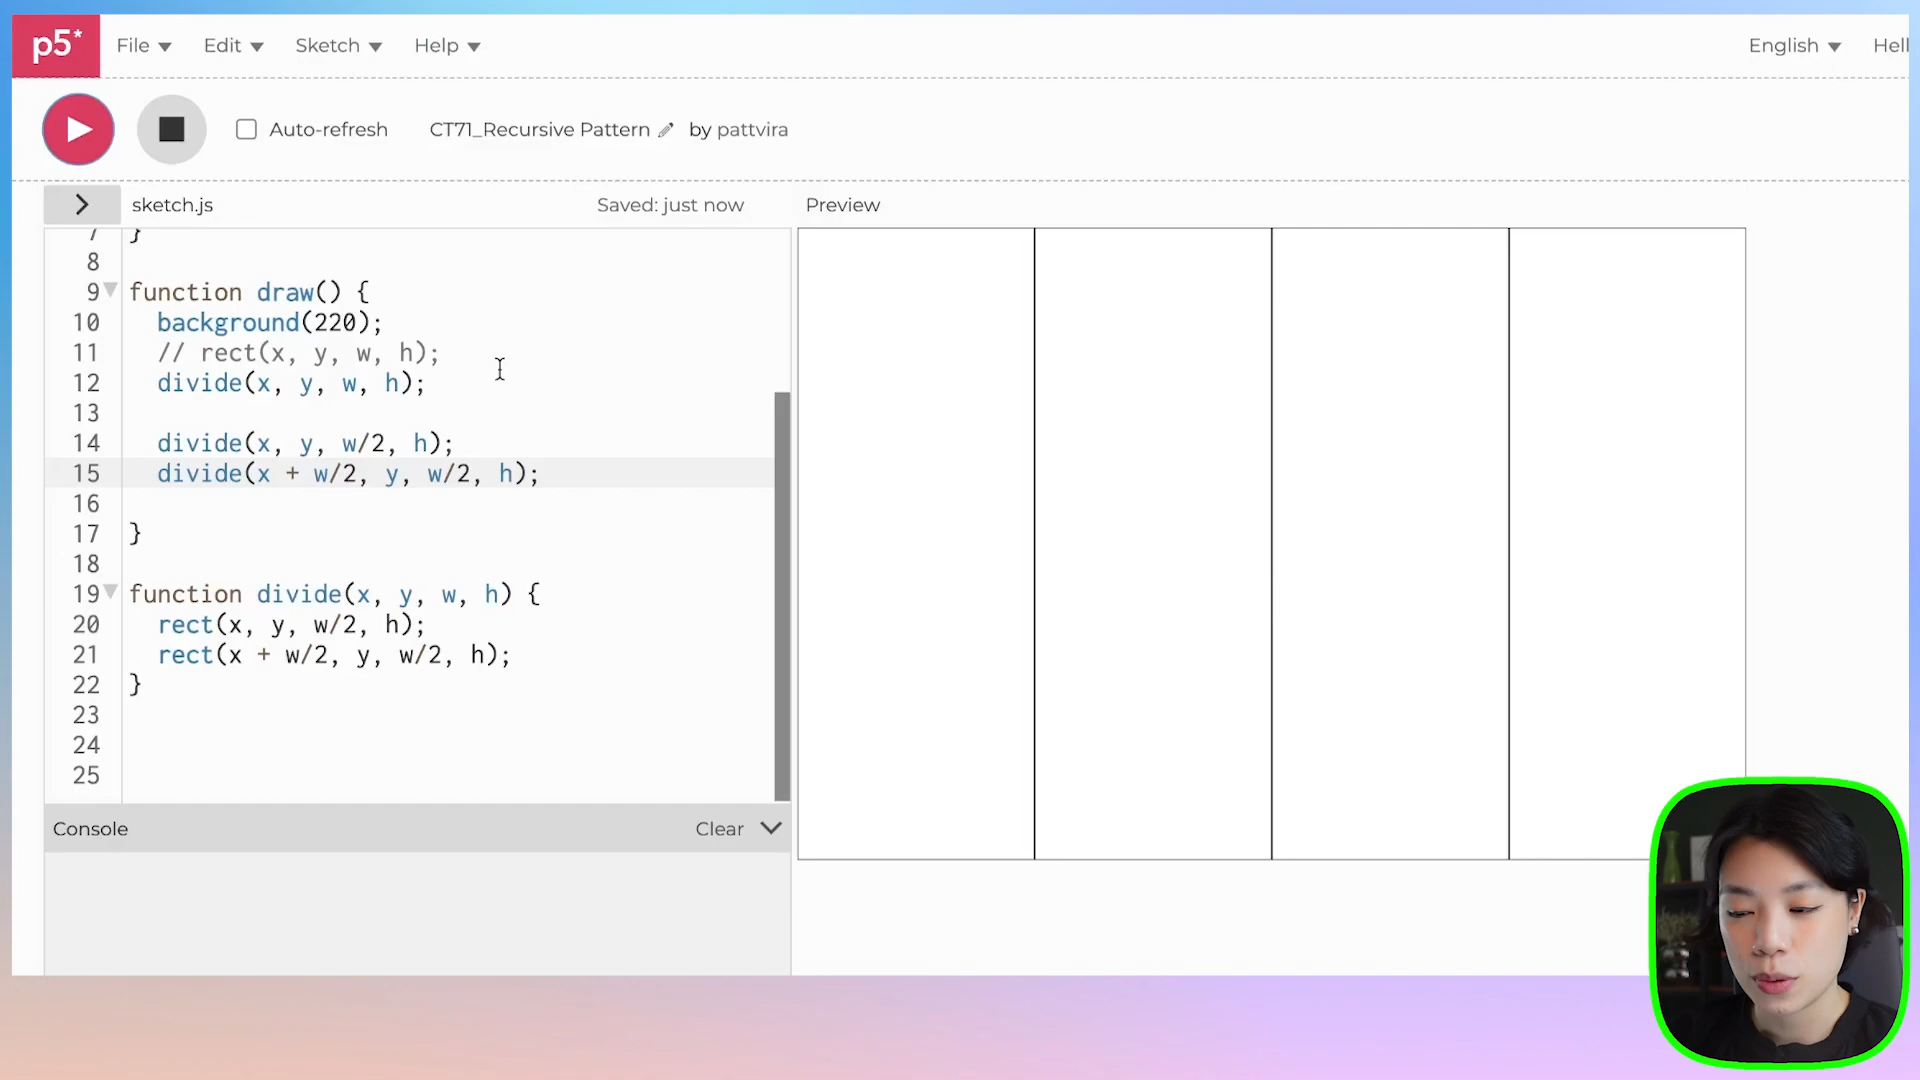 p5* File Edit Sketch Help English Hell
Auto-refresh CT71_Recursive Pattern by pattvira
sketch.js Saved: just now Preview
7 }
8
9 function draw() {
10 background(220);
11 // rect(x, y, w, h);
12 divide(x, y, w, h);
13
14 divide(x, y, w/2, h);
15 divide(x + w/2, y, w/2, h);
16
17 }
18
19 function divide(x, y, w, h) {
20 rect(x, y, w/2, h);
21 rect(x + w/2, y, w/2, h);
22 }
23
24
25
Console Clear